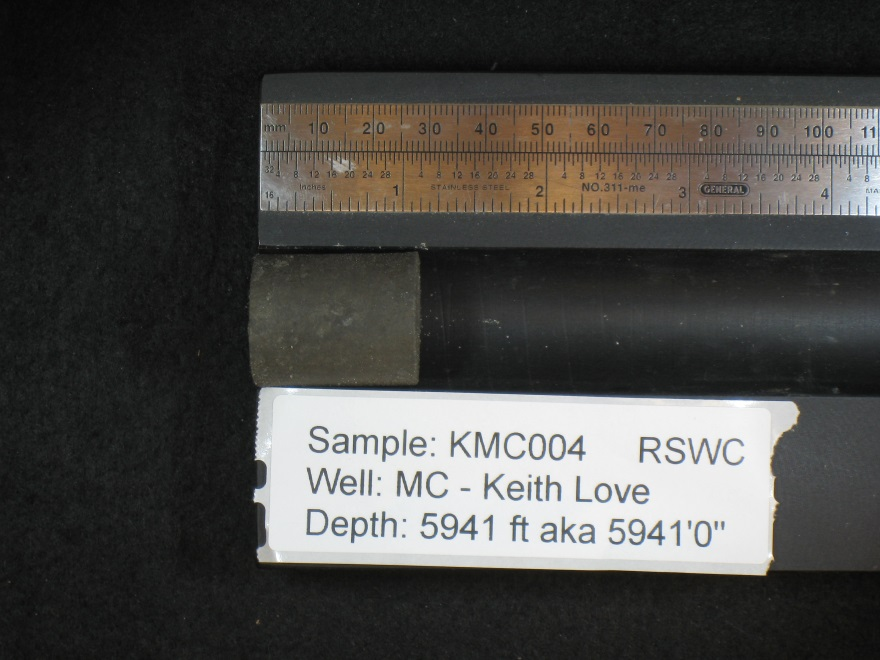 mm 10 20 30 40 50 60 70 80 90 100 11
32 4 8 12 16 20 24 28 4 8 12 16 20 24 28 4 8 12 16 20 24 28 4 8 12 16 20 24 28 4 8
16 Inches 1 STAINLESS STEEL 2 NO.311-me 3 GENERAL 4 STA
Sample: KMC004 RSWC
Well: MC - Keith Love
Depth: 5941 ft aka 5941'0"